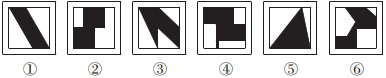 ① ② ③ ④ ⑤ ⑥